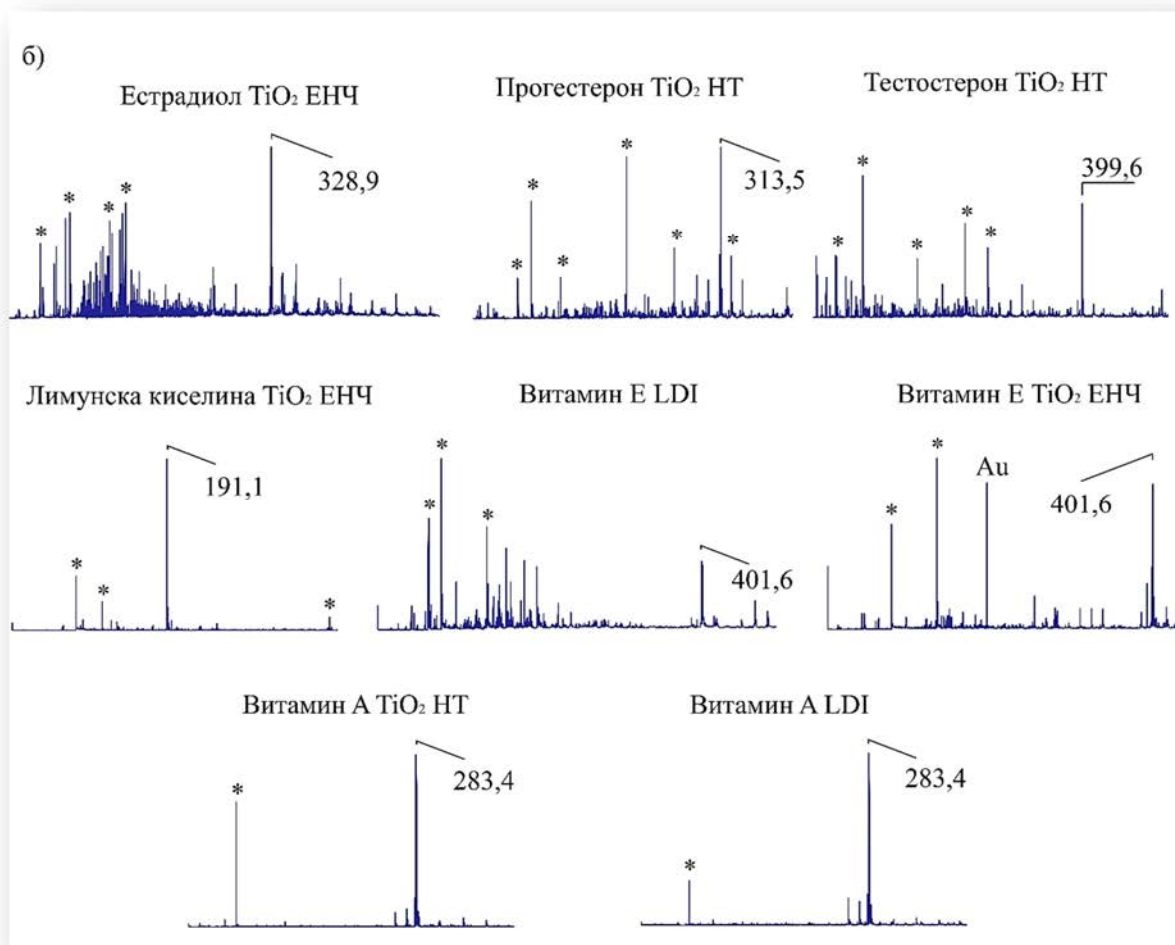 б)
Естрадиол TiO₂ ЕНЧ
Прогестерон TiO₂ НТ
Тестостерон TiO₂ НТ
* * * *
328,9
* * * * * *
313,5
* * * * *
399,6
Лимунска киселина TiO₂ ЕНЧ
Витамин Е LDI
Витамин Е TiO₂ ЕНЧ
* * *
191,1
* * *
401,6
* *
Au
401,6
Витамин А TiO₂ НТ
Витамин А LDI
*
283,4
*
283,4